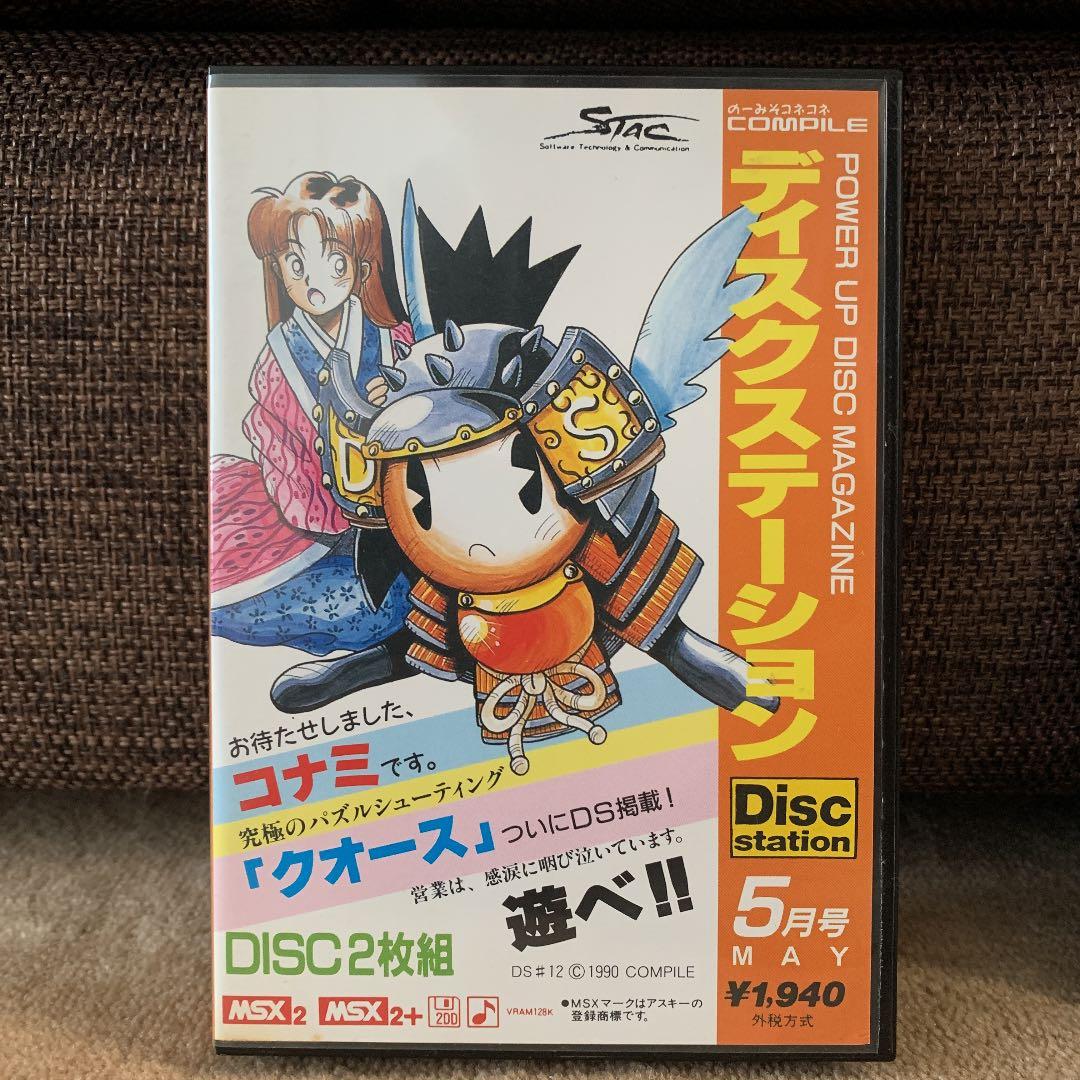 STAC
Software Technology & Communication
のーみそコネコネ
COMPILE
ディスクステーション
POWER UP DISC MAGAZINE
D
S
お待たせしました、
コナミです。
究極のパズルシューティング
「クオース」ついにDS掲載！
営業は、感涙に咽び泣いています。
遊べ!!
DISC2枚組
DS#12 © 1990 COMPILE
MSX2 MSX2+ 2DD VRAM128K
●MSXマークはアスキーの
登録商標です。
Disc
station
5月号
MAY
¥1,940
外税方式